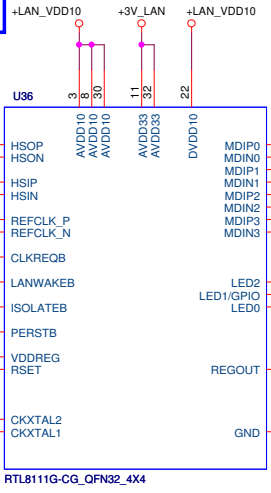 +LAN_VDD10 +3V_LAN +LAN_VDD10
U36
3 8 30 11 32 22
AVDD10 AVDD10 AVDD10 AVDD33 AVDD33 DVDD10
HSOP MDIP0
HSON MDIN0
MDIP1
HSIP MDIN1
HSIN MDIP2
MDIN2
REFCLK_P MDIP3
REFCLK_N MDIN3
CLKREQB
LANWAKEB LED2
LED1/GPIO
ISOLATEB LED0
PERSTB
VDDREG
RSET REGOUT
CKXTAL2
CKXTAL1 GND
RTL8111G-CG_QFN32_4X4